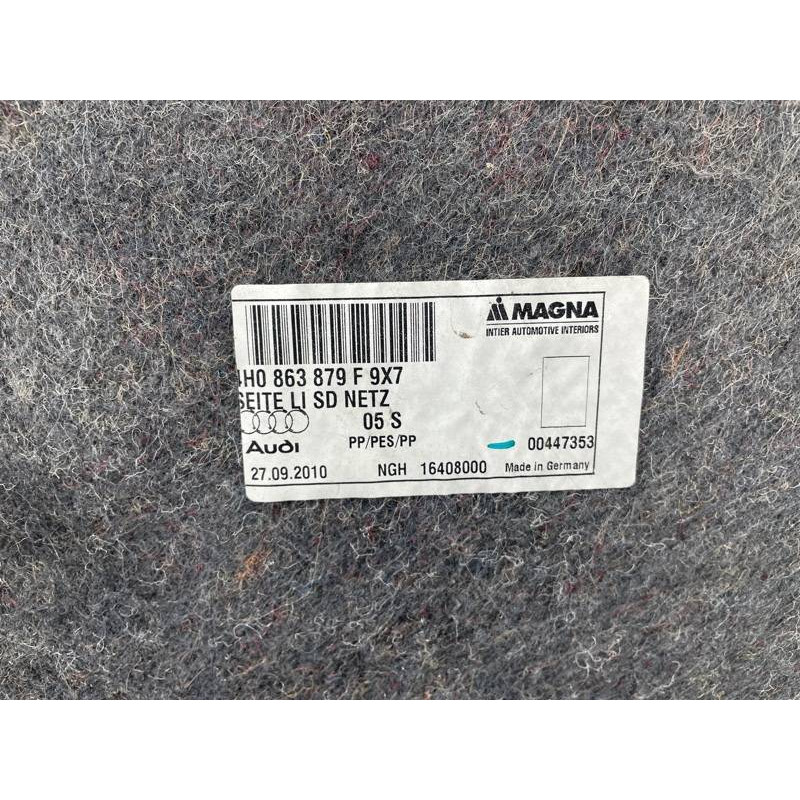 MAGNA
INTIER AUTOMOTIVE INTERIORS
4H0 863 879 F 9X7
SEITE LI SD NETZ
05 S
Audi
PP/PES/PP
00447353
27.09.2010 NGH 16408000 Made in Germany